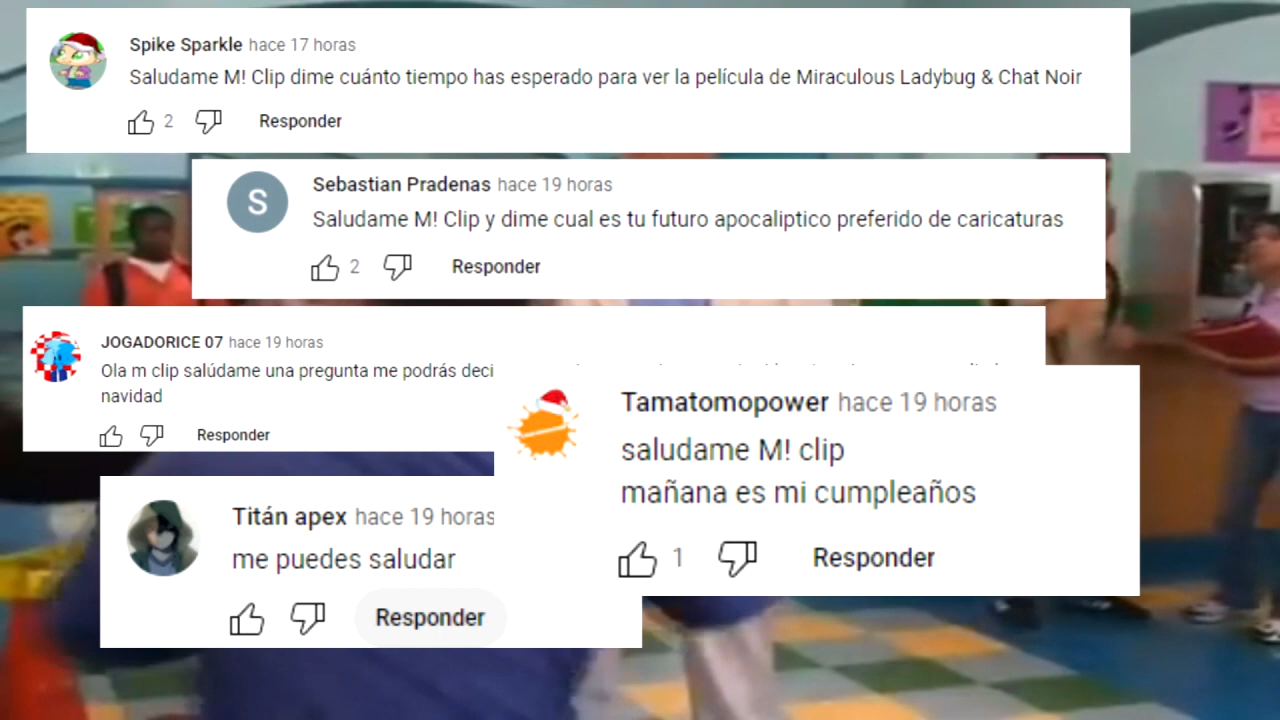 Spike Sparkle hace 17 horas
Saludame M! Clip dime cuánto tiempo has esperado para ver la película de Miraculous Ladybug & Chat Noir
2 Responder
Sebastian Pradenas hace 19 horas
Saludame M! Clip y dime cual es tu futuro apocaliptico preferido de caricaturas
2 Responder
S
JOGADORICE 07 hace 19 horas
Ola m clip salúdame una pregunta me podrás deci
navidad
Responder
Tamatomopower hace 19 horas
saludame M! clip
mañana es mi cumpleaños
1 Responder
Titán apex hace 19 horas
me puedes saludar
Responder